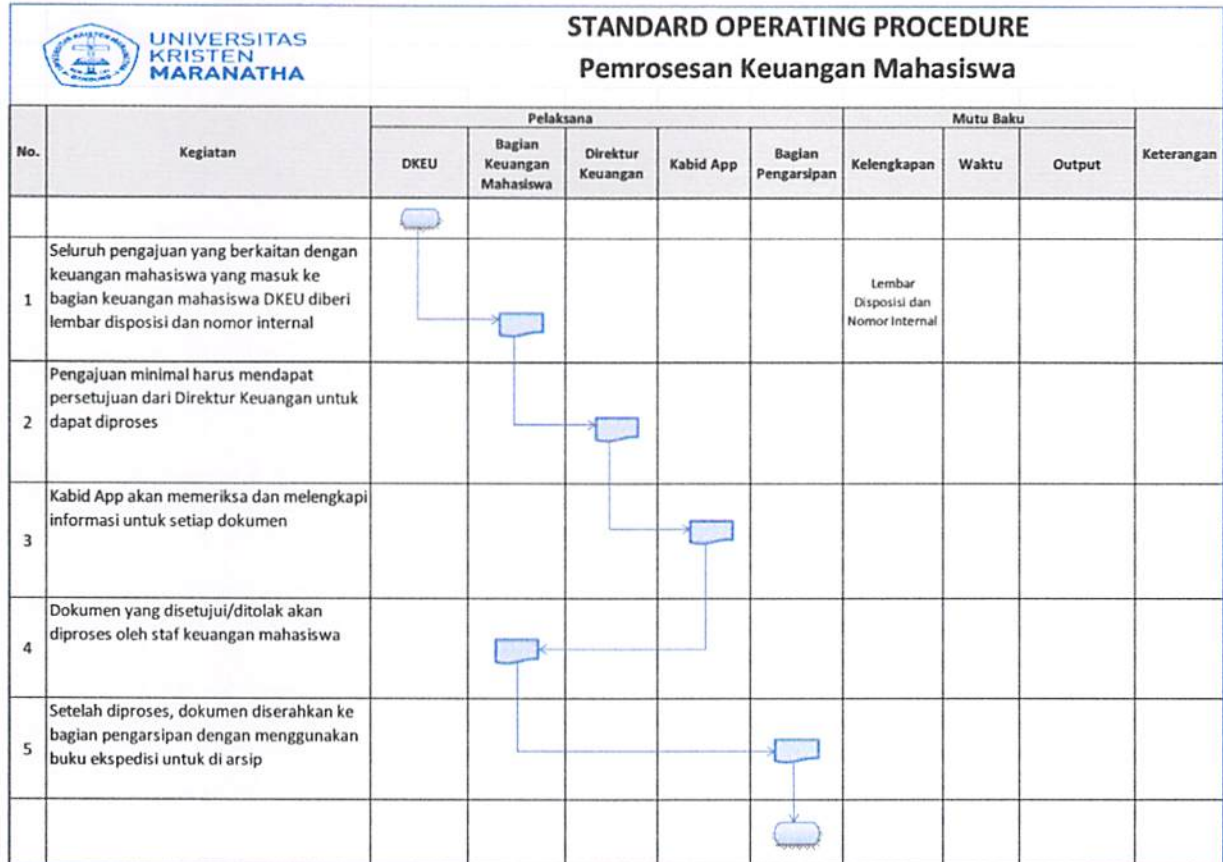 UNIVERSITAS
KRISTEN
MARANATHA
STANDARD OPERATING PROCEDURE
Pemrosesan Keuangan Mahasiswa
No.
Kegiatan
Pelaksana
Mutu Baku
Keterangan
DKEU
Bagian
Keuangan
Mahasiswa
Direktur
Keuangan
Kabid App
Bagian
Pengarsipan
Kelengkapan
Waktu
Output
1
Seluruh pengajuan yang berkaitan dengan
keuangan mahasiswa yang masuk ke
bagian keuangan mahasiswa DKEU diberi
lembar disposisi dan nomor internal
Lembar
Disposisi dan
Nomor Internal
2
Pengajuan minimal harus mendapat
persetujuan dari Direktur Keuangan untuk
dapat diproses
3
Kabid App akan memeriksa dan melengkapi
informasi untuk setiap dokumen
4
Dokumen yang disetujui/ditolak akan
diproses oleh staf keuangan mahasiswa
5
Setelah diproses, dokumen diserahkan ke
bagian pengarsipan dengan menggunakan
buku ekspedisi untuk di arsip